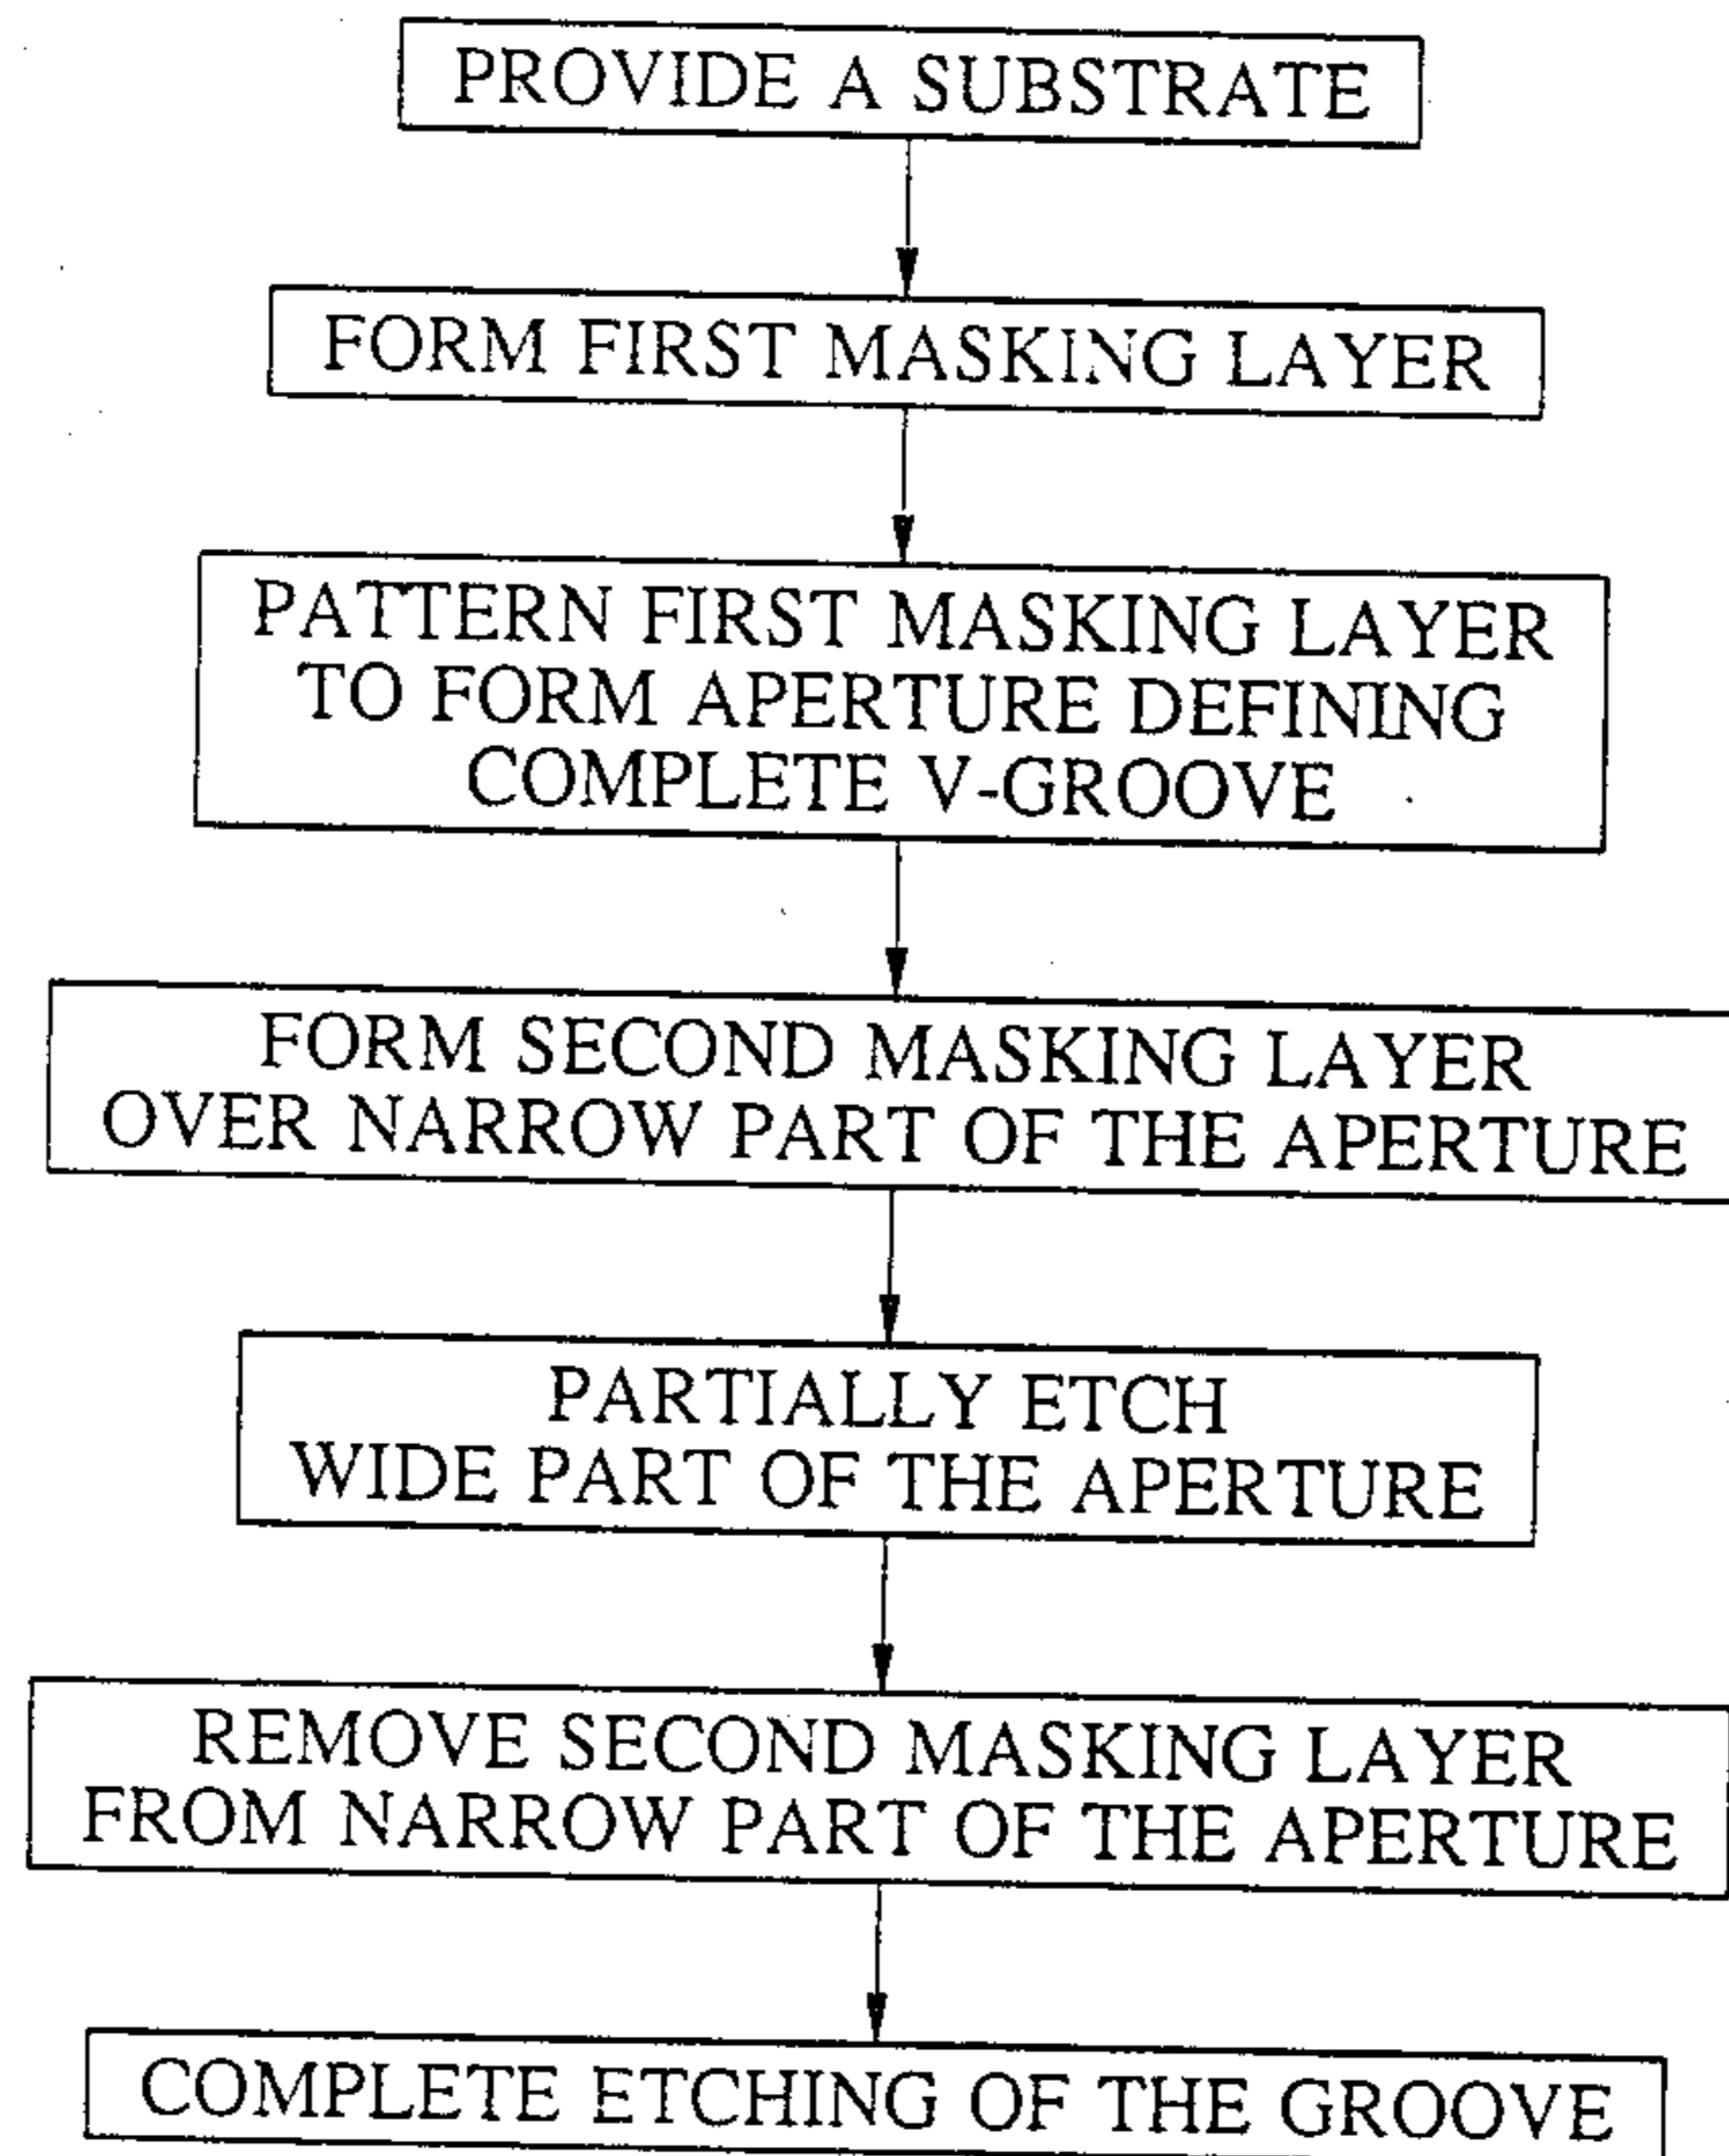 PROVIDE A SUBSTRATE
FORM FIRST MASKING LAYER
PATTERN FIRST MASKING LAYER
TO FORM APERTURE DEFINING
COMPLETE V-GROOVE
FORM SECOND MASKING LAYER
OVER NARROW PART OF THE APERTURE
PARTIALLY ETCH
WIDE PART OF THE APERTURE
REMOVE SECOND MASKING LAYER
FROM NARROW PART OF THE APERTURE
COMPLETE ETCHING OF THE GROOVE